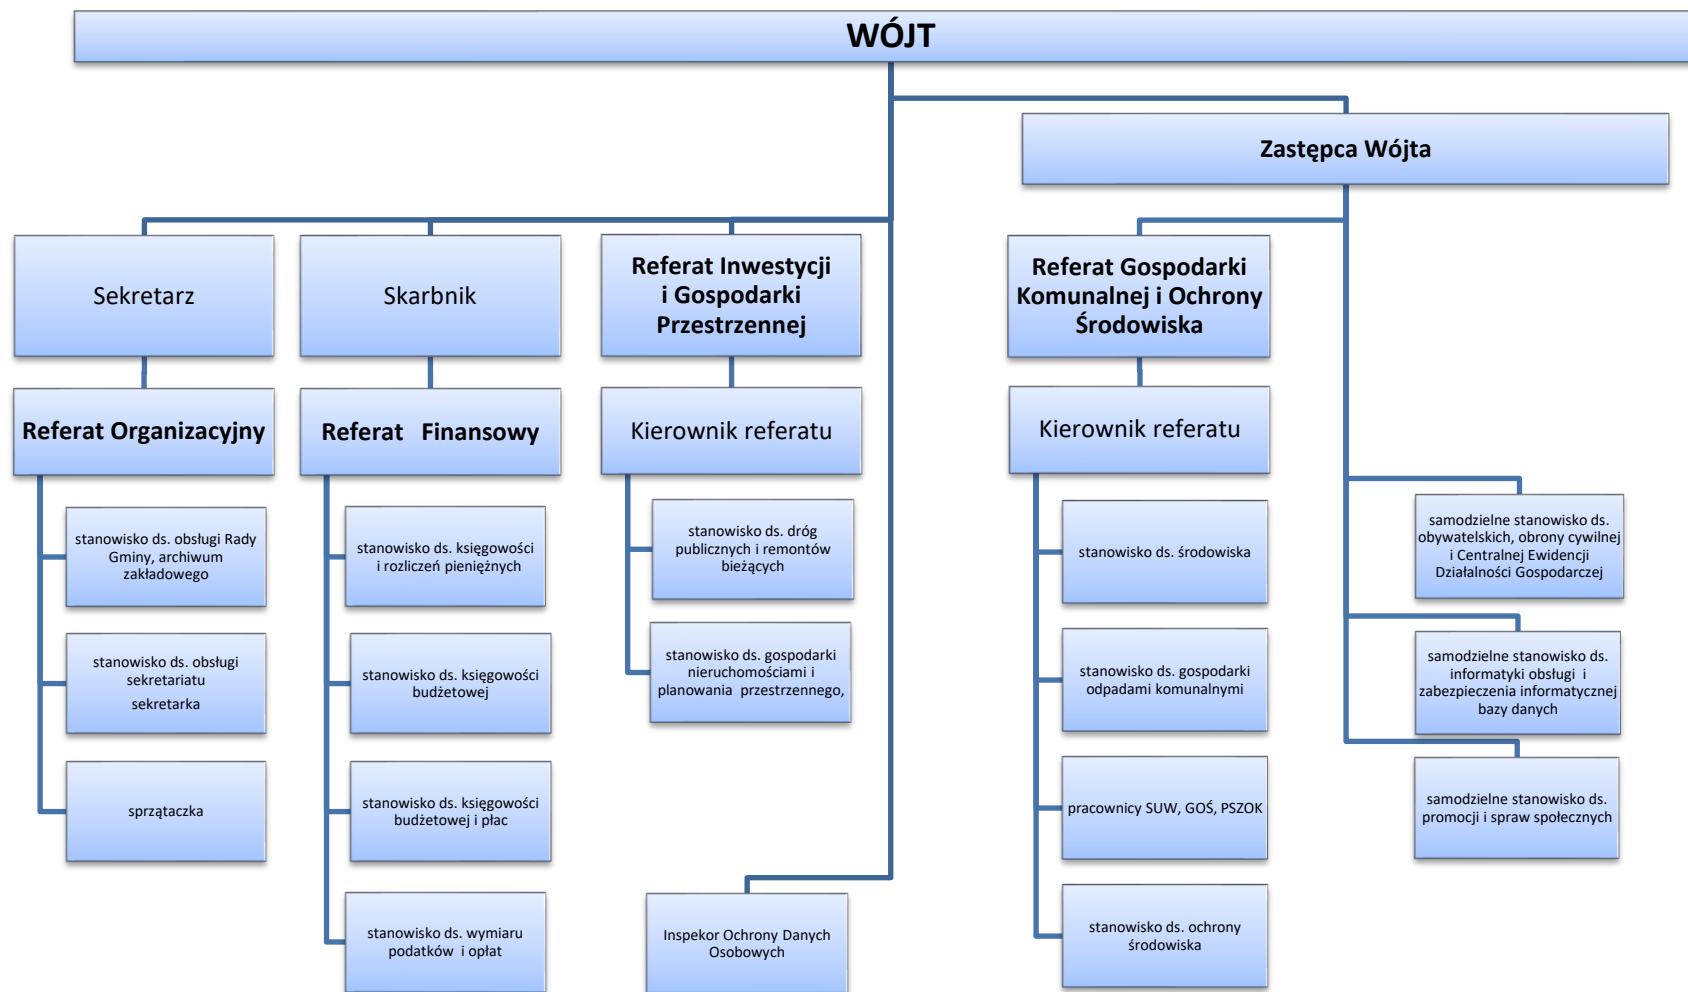 WÓJT
Zastępca Wójta
Sekretarz
Skarbnik
Referat Inwestycji
i Gospodarki
Przestrzennej
Referat Gospodarki
Komunalnej i Ochrony
Środowiska
Referat Organizacyjny
Referat Finansowy
Kierownik referatu
Kierownik referatu
stanowisko ds. obsługi Rady
Gminy, archiwum
zakładowego
stanowisko ds. obsługi
sekretariatu
sekretarka
sprzątaczka
stanowisko ds. księgowości
i rozliczeń pieniężnych
stanowisko ds. księgowości
budżetowej
stanowisko ds. księgowości
budżetowej i płac
stanowisko ds. wymiaru
podatków i opłat
stanowisko ds. dróg
publicznych i remontów
bieżących
stanowisko ds. gospodarki
nieruchomościami i
planowania przestrzennego,
Inspekor Ochrony Danych
Osobowych
stanowisko ds. środowiska
stanowisko ds. gospodarki
odpadami komunalnymi
pracownicy SUW, GOŚ, PSZOK
stanowisko ds. ochrony
środowiska
samodzielne stanowisko ds.
obywatelskich, obrony cywilnej
i Centralnej Ewidencji
Działalności Gospodarczej
samodzielne stanowisko ds.
informatyki obsługi i
zabezpieczenia informatycznej
bazy danych
samodzielne stanowisko ds.
promocji i spraw społecznych